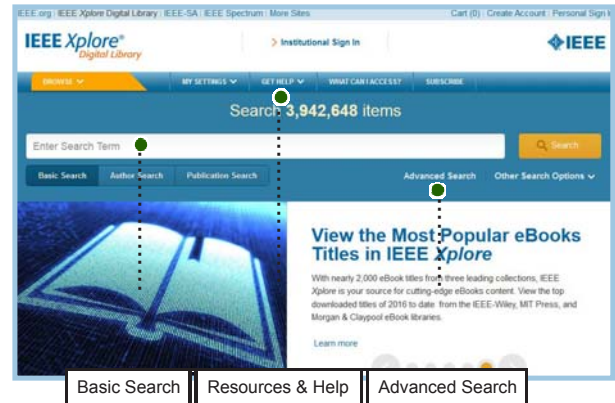 IEEE.org | IEEE Xplore Digital Library | IEEE-SA | IEEE Spectrum | More Sites Cart (0) | Create Account | Personal Sign
IEEE Xplore® > Institutional Sign In IEEE
Digital Library
BROWSE MY SETTINGS GET HELP WHAT CAN I ACCESS? SUBSCRIBE
Search 3,942,648 items
Enter Search Term Search
Basic Search Author Search Publication Search Advanced Search Other Search Options
View the Most Popular eBooks
Titles in IEEE Xplore
With nearly 2,000 eBook titles from three leading collections, IEEE
Xplore is your source for cutting-edge eBooks content. View the top
downloaded titles of 2016 to date from the IEEE-Wiley, MIT Press, and
Morgan & Claypool eBook libraries.
Learn more
Basic Search Resources & Help Advanced Search